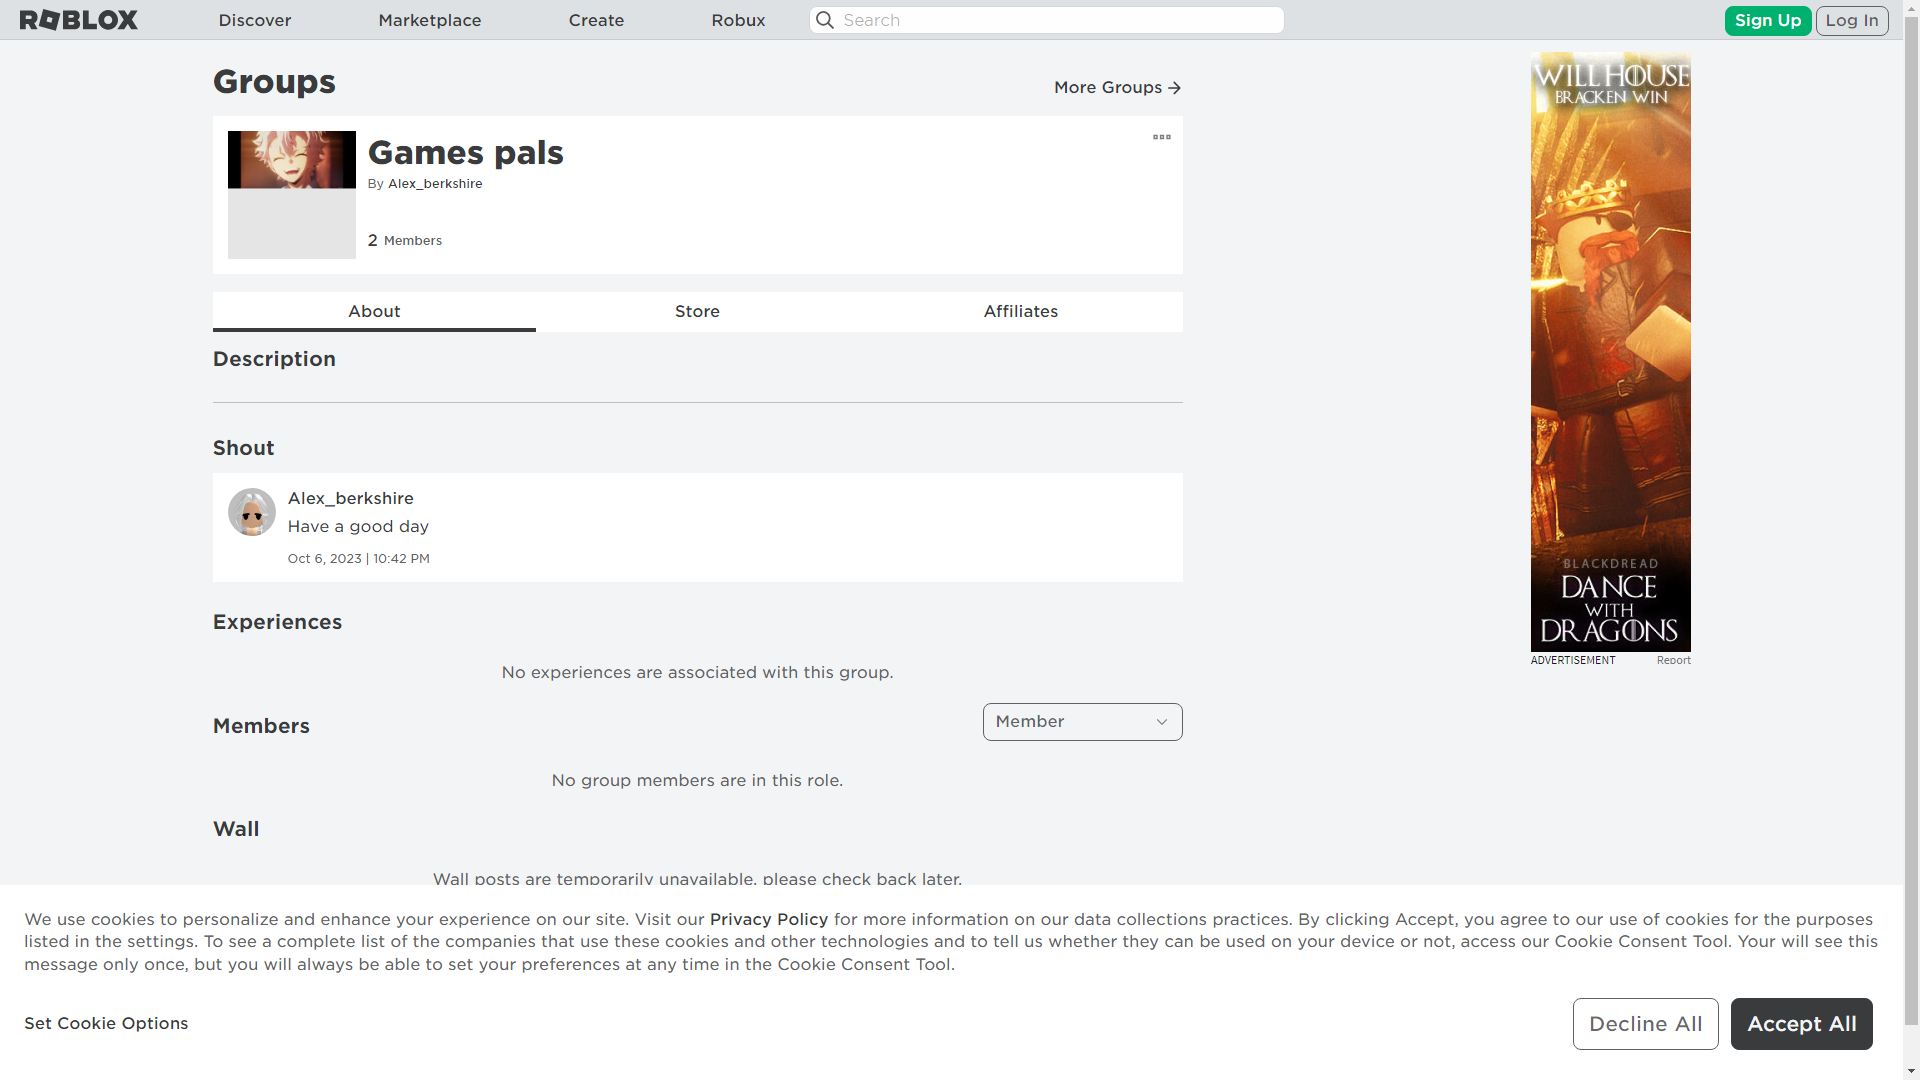 ROBLOX
Discover
Marketplace
Create
Robux
Search
Sign Up
Log In
Groups
More Groups
Games pals
By Alex_berkshire
2 Members
About
Store
Affiliates
Description
Shout
Alex_berkshire
Have a good day
Oct 6, 2023 | 10:42 PM
Experiences
No experiences are associated with this group.
Members
Member
No group members are in this role.
Wall
Wall posts are temporarily unavailable, please check back later.
WILL HOUSE
BRACKEN WIN
BLACKDREAD
DANCE
WITH
DRAGONS
ADVERTISEMENT
Report
We use cookies to personalize and enhance your experience on our site. Visit our Privacy Policy for more information on our data collections practices. By clicking Accept, you agree to our use of cookies for the purposes
listed in the settings. To see a complete list of the companies that use these cookies and other technologies and to tell us whether they can be used on your device or not, access our Cookie Consent Tool. Your will see this
message only once, but you will always be able to set your preferences at any time in the Cookie Consent Tool.
Set Cookie Options
Decline All
Accept All